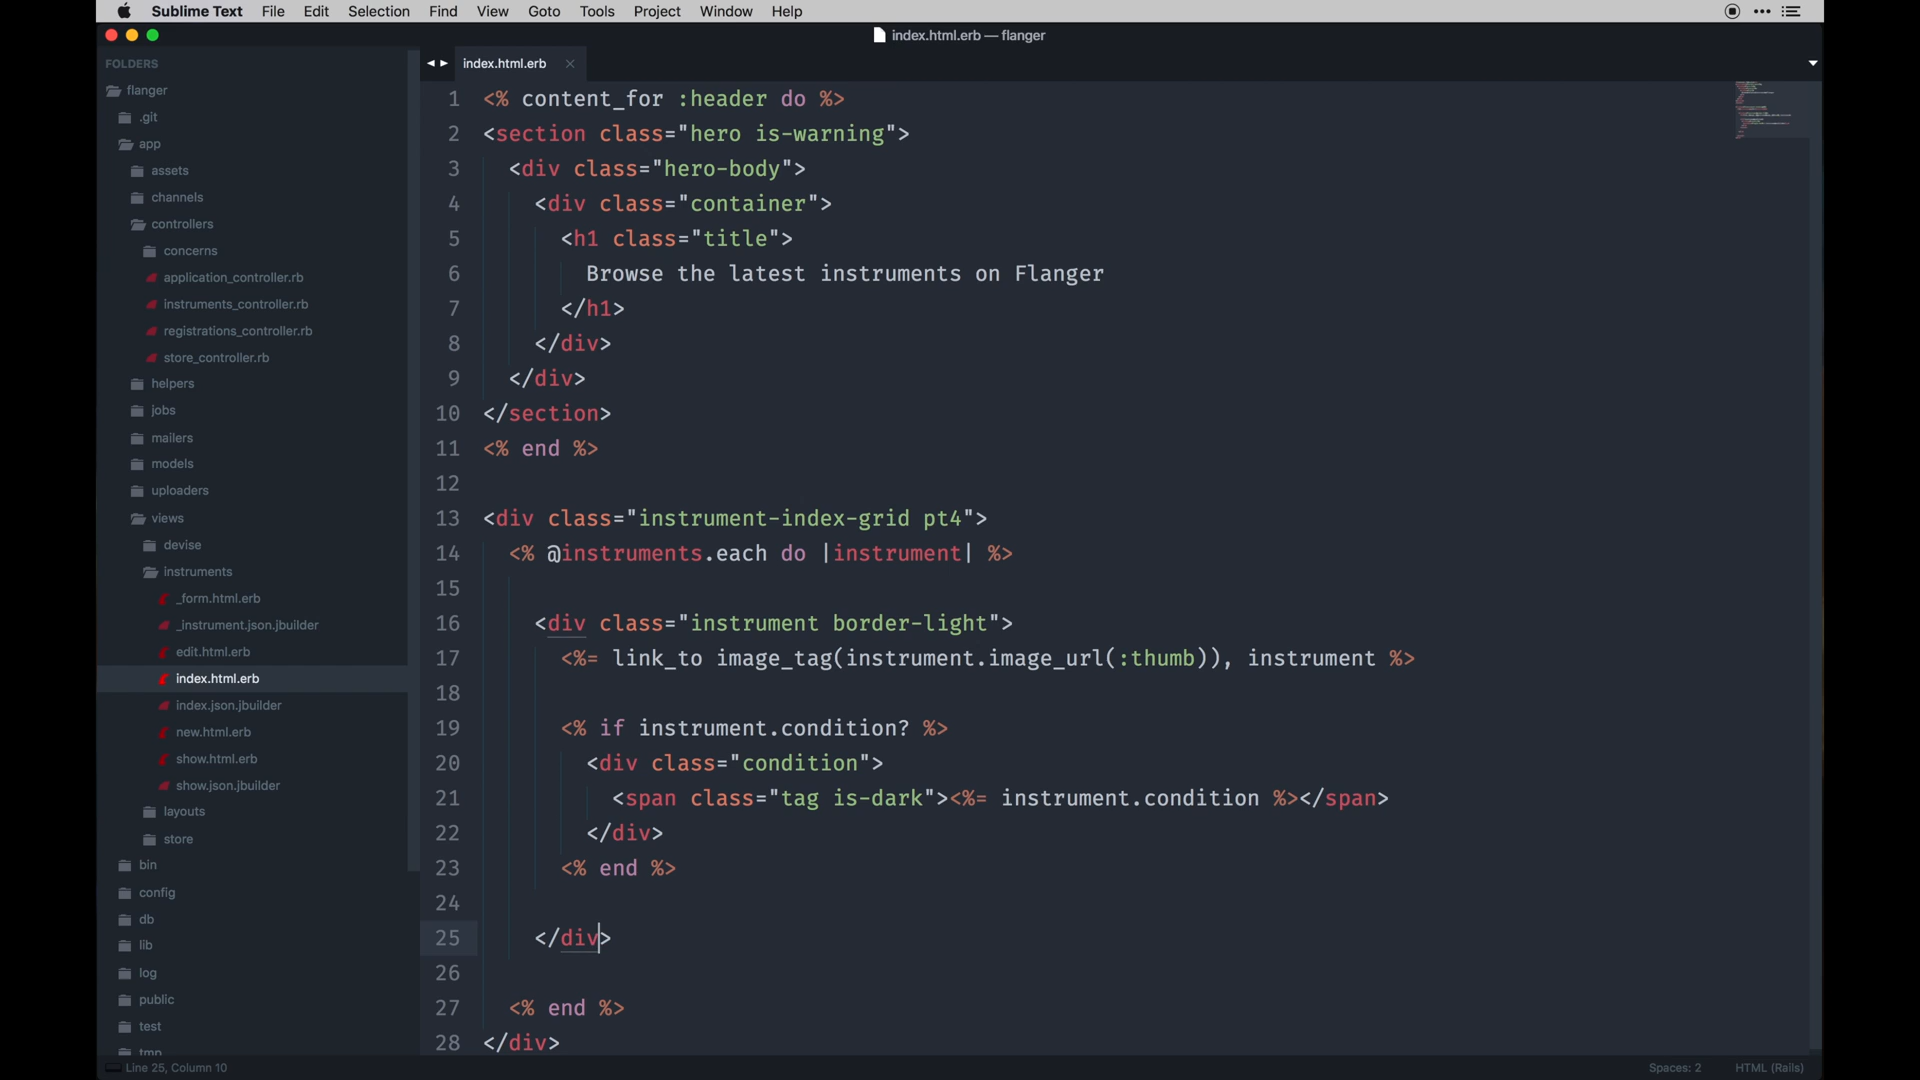 Sublime Text File Edit Selection Find View Goto Tools Project Window Help
index.html.erb — flanger
FOLDERS
flanger
.git
app
assets
channels
controllers
concerns
application_controller.rb
instruments_controller.rb
registrations_controller.rb
store_controller.rb
helpers
jobs
mailers
models
uploaders
views
devise
instruments
_form.html.erb
_instrument.json.jbuilder
edit.html.erb
index.html.erb
index.json.jbuilder
new.html.erb
show.html.erb
show.json.jbuilder
layouts
store
bin
config
db
lib
log
public
test
tmp
index.html.erb
1 <% content_for :header do %>
2 <section class="hero is-warning">
3 <div class="hero-body">
4 <div class="container">
5 <h1 class="title">
6 Browse the latest instruments on Flanger
7 </h1>
8 </div>
9 </div>
10 </section>
11 <% end %>
12
13 <div class="instrument-index-grid pt4">
14 <% @instruments.each do |instrument| %>
15
16 <div class="instrument border-light">
17 <%= link_to image_tag(instrument.image_url(:thumb)), instrument %>
18
19 <% if instrument.condition? %>
20 <div class="condition">
21 <span class="tag is-dark"><%= instrument.condition %></span>
22 </div>
23 <% end %>
24
25 </div>
26
27 <% end %>
28 </div>
Line 25, Column 10
Spaces: 2 HTML (Rails)